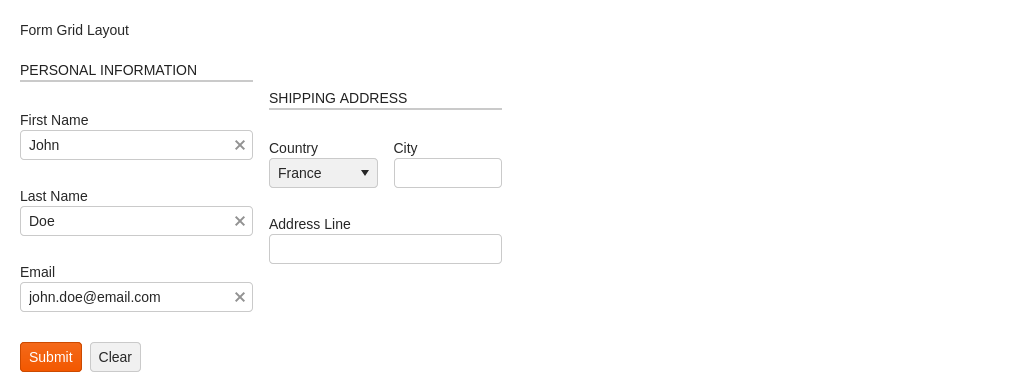 Form Grid Layout
PERSONAL INFORMATION
First Name
John
Last Name
Doe
Email
john.doe@email.com
SHIPPING ADDRESS
Country City
France
Address Line
Submit Clear